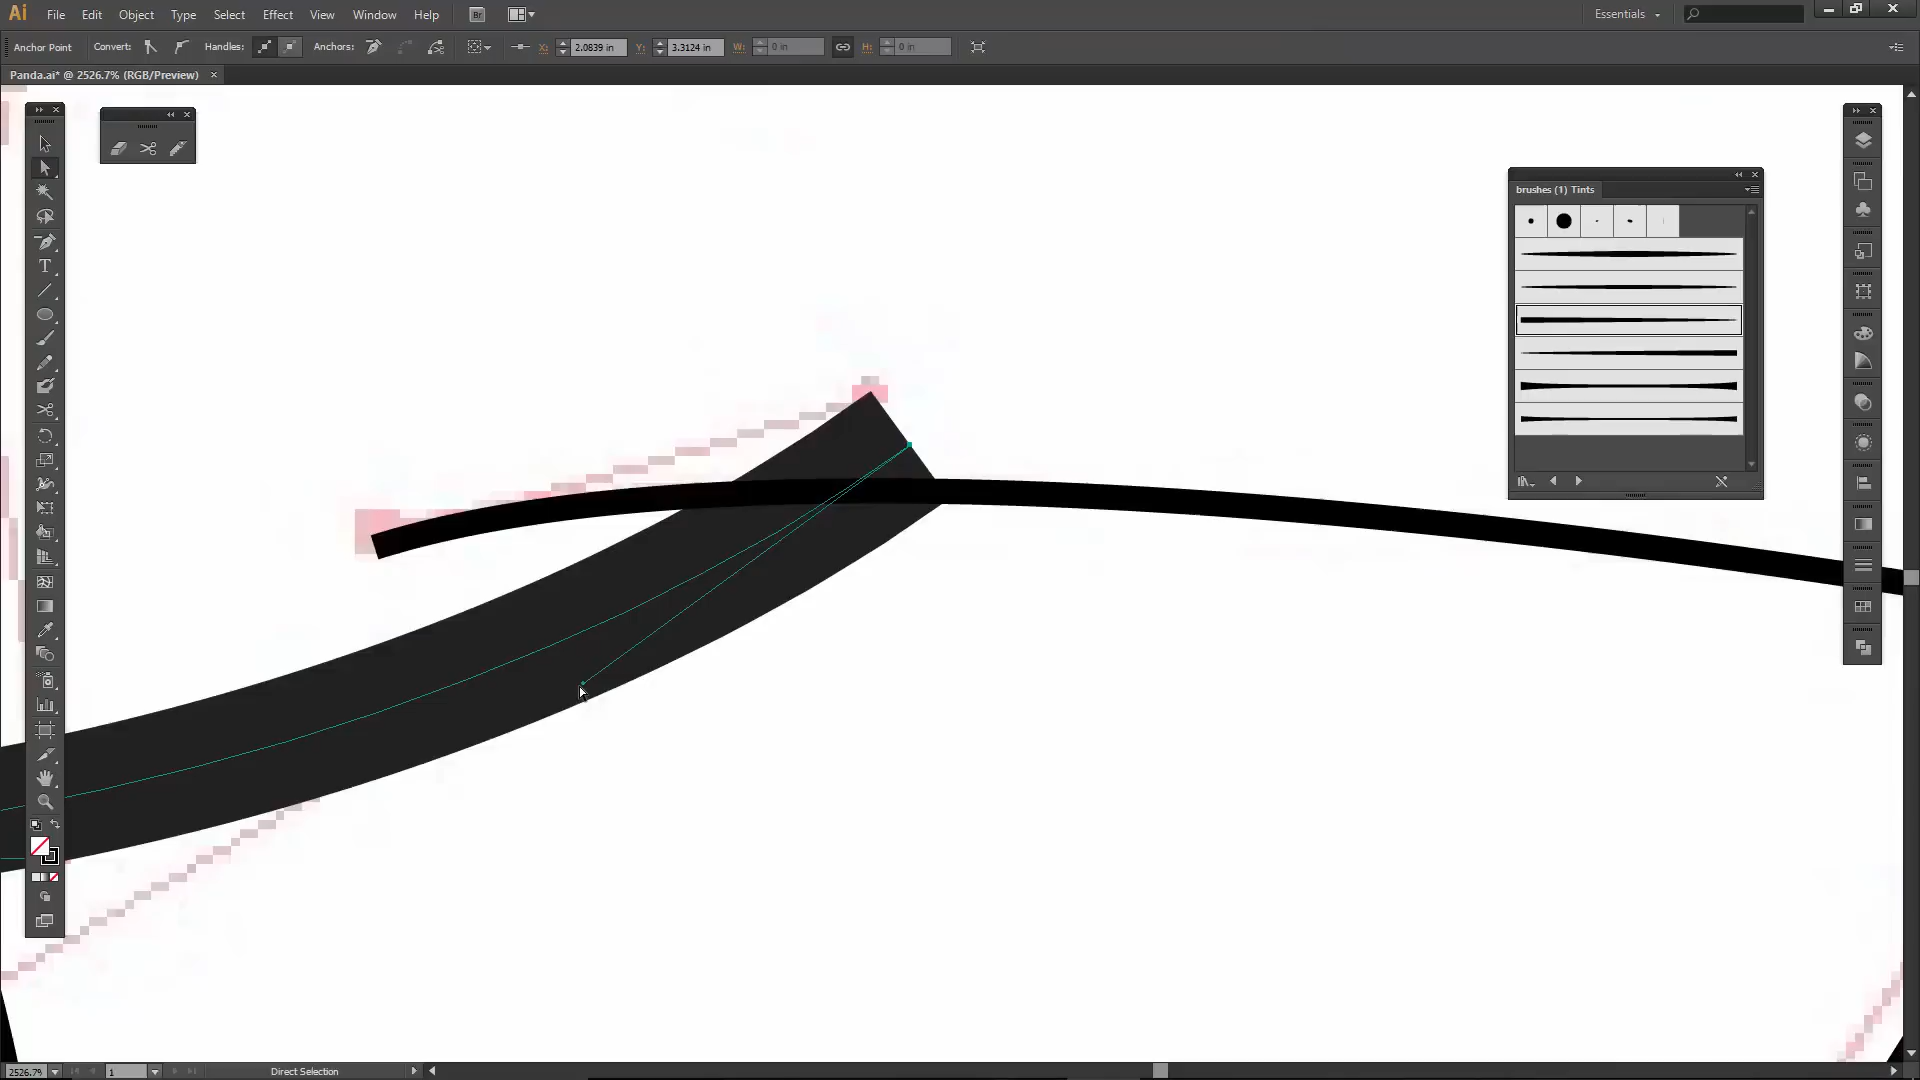 Ai File Edit Object Type Select Effect View Window Help Br Essentials
Anchor Point Convert: Handles: Anchors: X: 2.0839 in Y: 3.3124 in W: 0 in H: 0 in
Panda.ai* @ 2526.7% (RGB/Preview)
brushes (1) Tints
T
2526.7% 1 Direct Selection